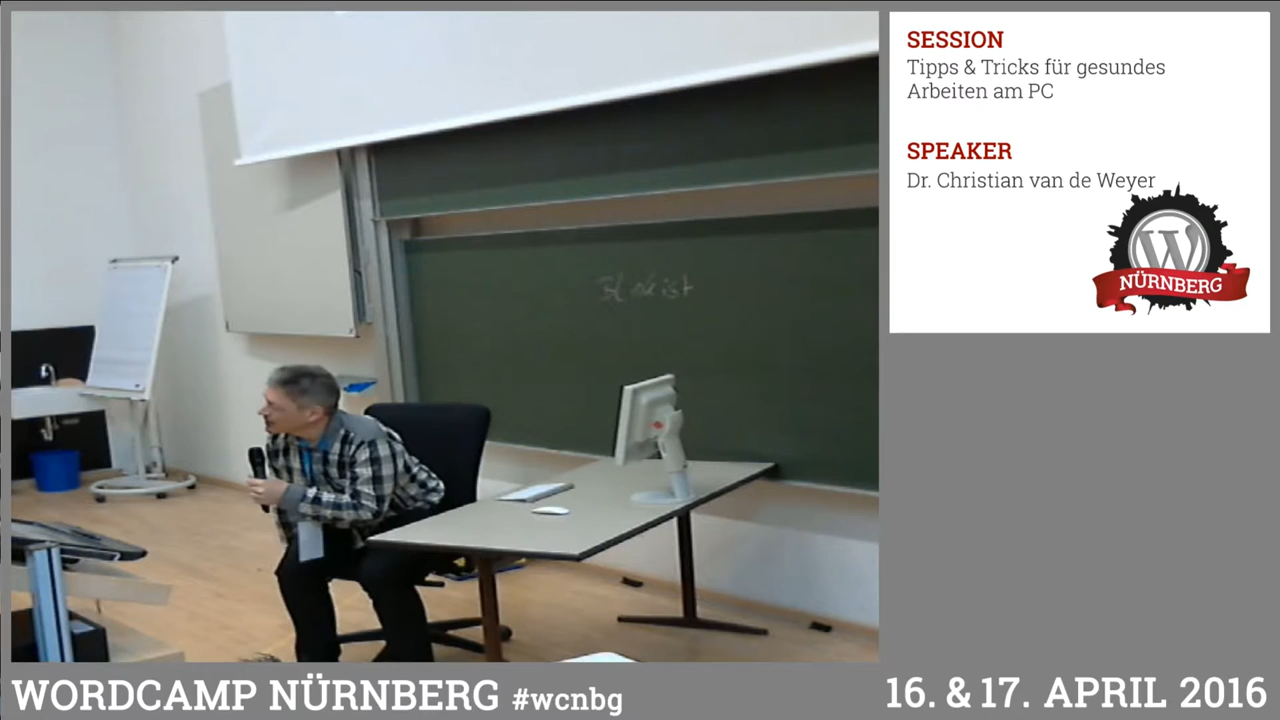 SESSION
Tipps & Tricks für gesundes
Arbeiten am PC
SPEAKER
Dr. Christian van de Weyer
W
NÜRNBERG
WORDCAMP NÜRNBERG #wcnbg
16. & 17. APRIL 2016